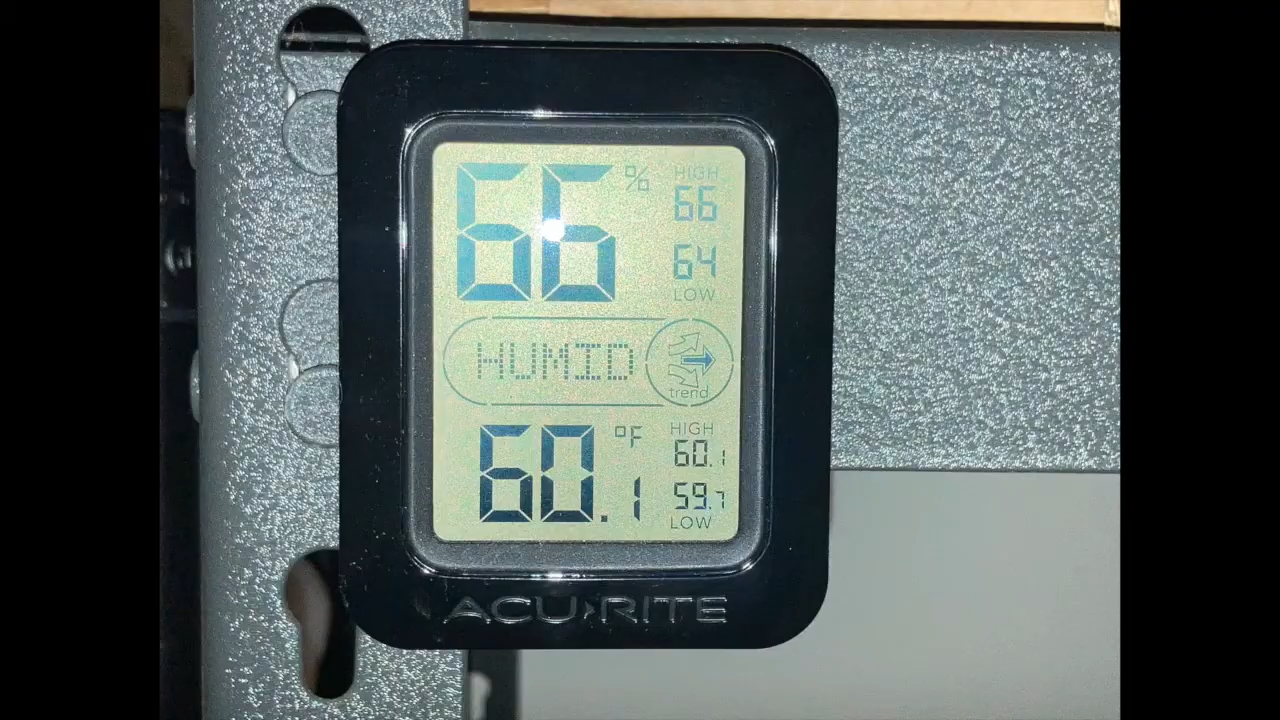 66 %
HIGH
66
64
LOW
HUMID
trend
60.1 °F
HIGH
60.1
59.7
LOW
ACU›RITE